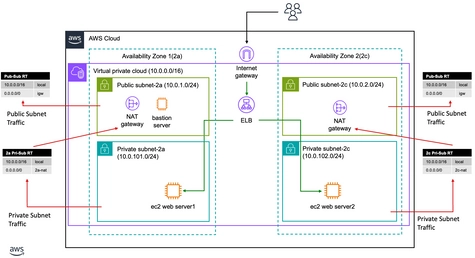 aws
AWS Cloud
Availability Zone 1(2a)
Availability Zone 2(2c)
Internet
gateway
Virtual private cloud (10.0.0.0/16)
Pub-Sub RT
10.0.0.0/16 local
0.0.0.0/0 igw
Public Subnet
Traffic
Public subnet-2a (10.0.1.0/24)
NAT
gateway
bastion
server
ELB
Public subnet-2c (10.0.2.0/24)
NAT
gateway
Pub-Sub RT
10.0.0.0/16 local
0.0.0.0/0 igw
Public Subnet
Traffic
2a Pri-Sub RT
10.0.0.0/16 local
0.0.0.0/0 2a-nat
Private Subnet
Traffic
Private subnet-2a
(10.0.101.0/24)
ec2 web server1
Private subnet-2c
(10.0.102.0/24)
ec2 web server2
2c Pri-Sub RT
10.0.0.0/16 local
0.0.0.0/0
Private Subnet
Traffic
aws